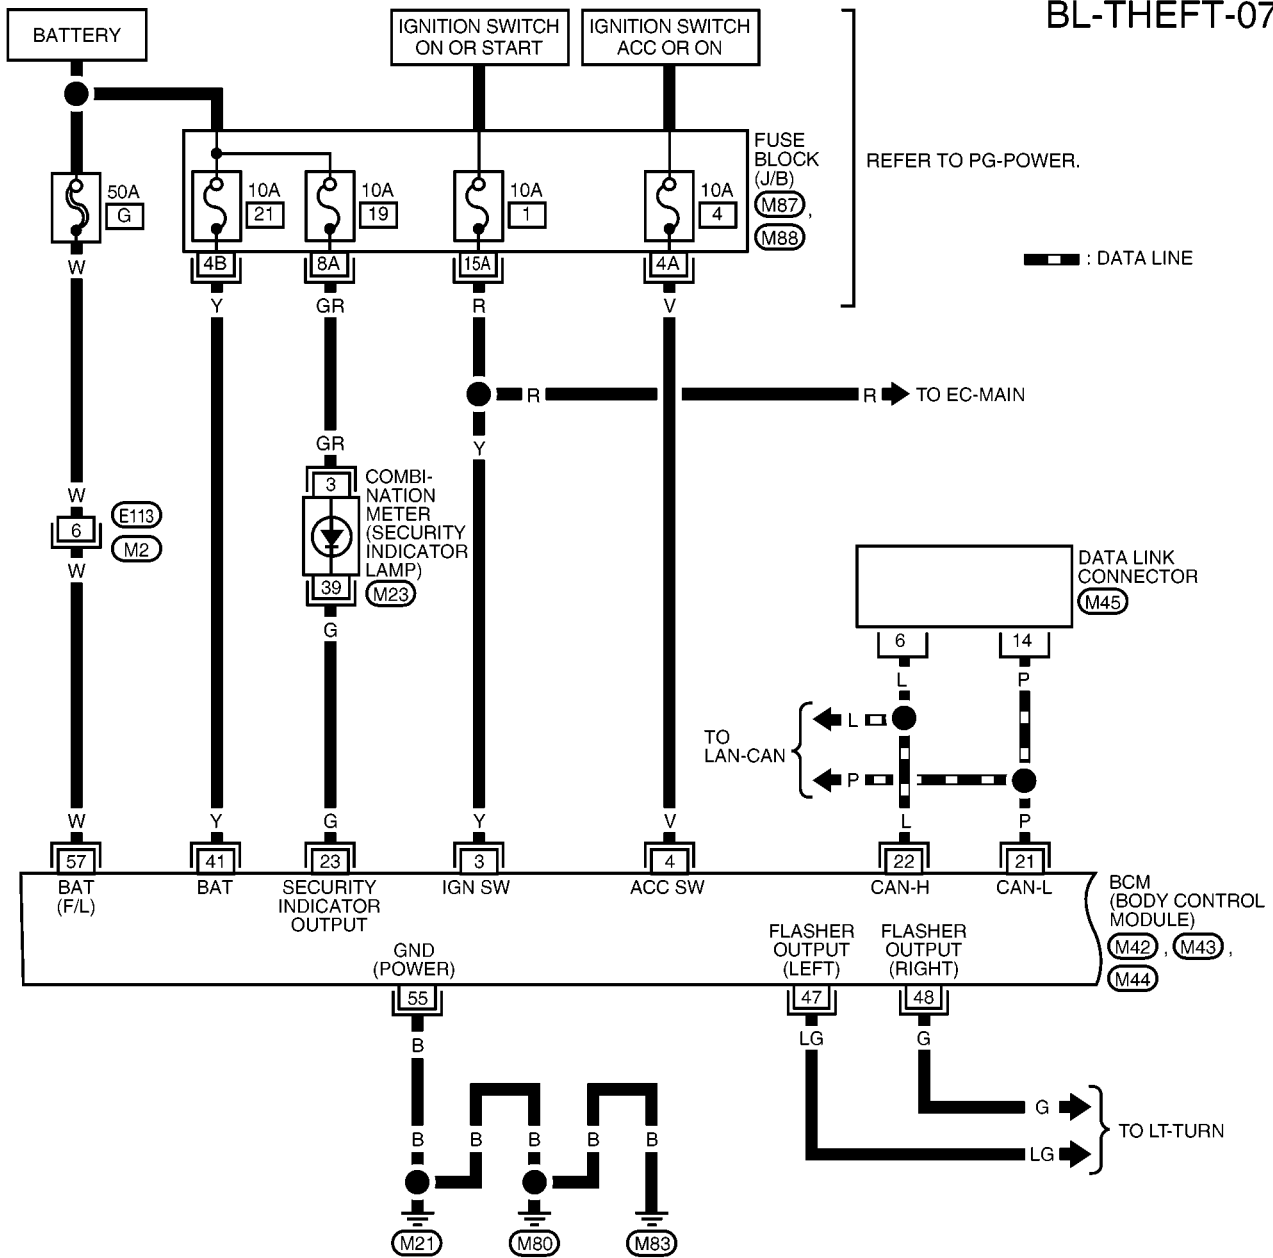 BL-THEFT-07
BATTERY
IGNITION SWITCH
ON OR START
IGNITION SWITCH
ACC OR ON
FUSE
BLOCK
(J/B)
M87 ,
M88
REFER TO PG-POWER.
50A
G
10A
21
10A
19
10A
1
10A
4
: DATA LINE
W
4B
8A
15A
4A
Y
GR
R
V
R
R
TO EC-MAIN
GR
Y
W
6
E113
M2
W
3
COMBI-
NATION
METER
(SECURITY
INDICATOR
LAMP)
M23
39
G
DATA LINK
CONNECTOR
M45
6
14
L
P
TO
LAN-CAN
L
P
W
Y
G
Y
V
L
P
57
41
23
3
4
22
21
BAT
(F/L)
BAT
SECURITY
INDICATOR
OUTPUT
IGN SW
ACC SW
CAN-H
CAN-L
BCM
(BODY CONTROL
MODULE)
M42 , M43 ,
M44
GND
(POWER)
FLASHER
OUTPUT
(LEFT)
FLASHER
OUTPUT
(RIGHT)
55
47
48
B
LG
G
G
LG
TO LT-TURN
B
B
B
B
B
M21
M80
M83